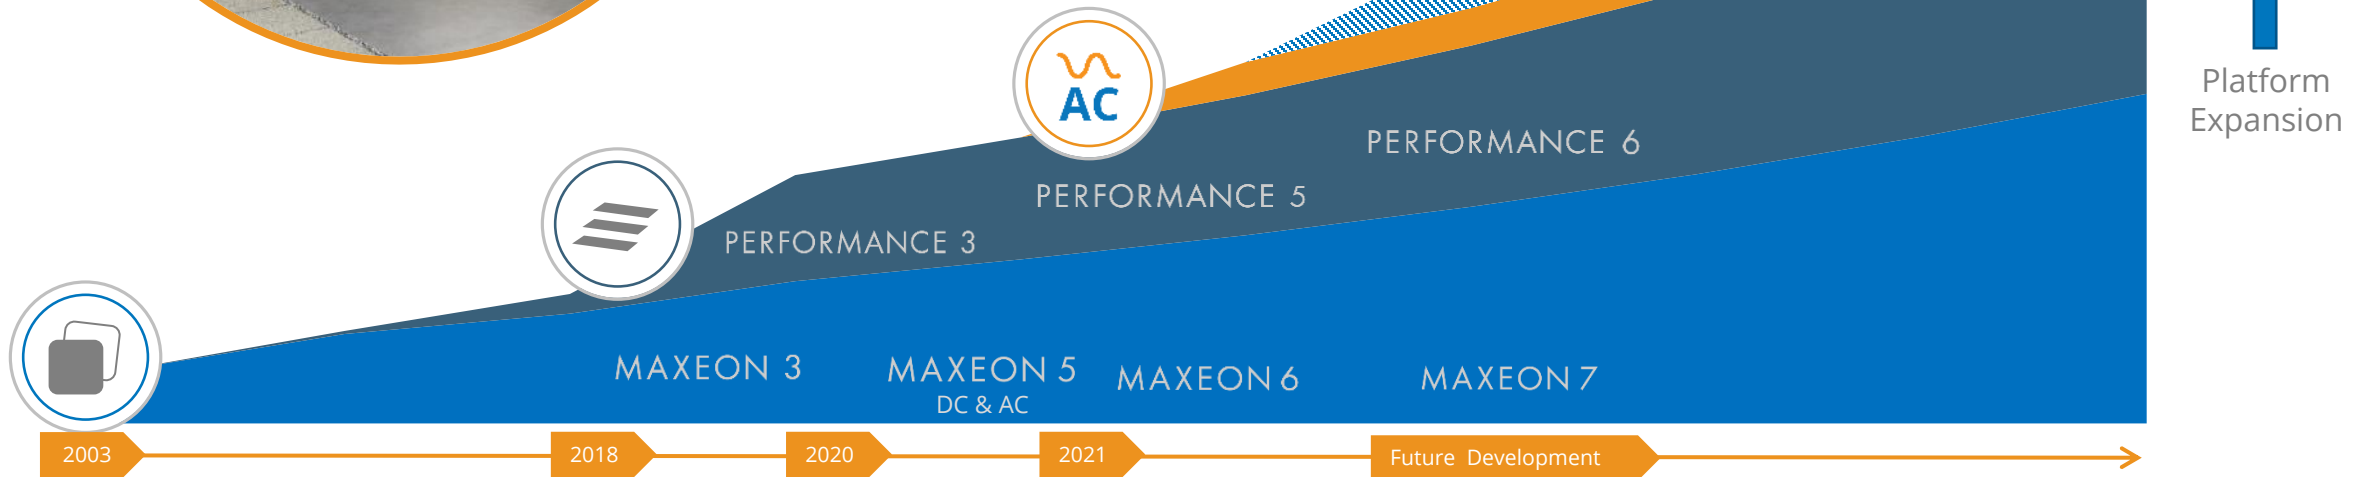 AC
Platform
Expansion
PERFORMANCE 6
PERFORMANCE 5
PERFORMANCE 3
MAXEON 3
MAXEON 5
DC & AC
MAXEON 6
MAXEON 7
2003
2018
2020
2021
Future Development